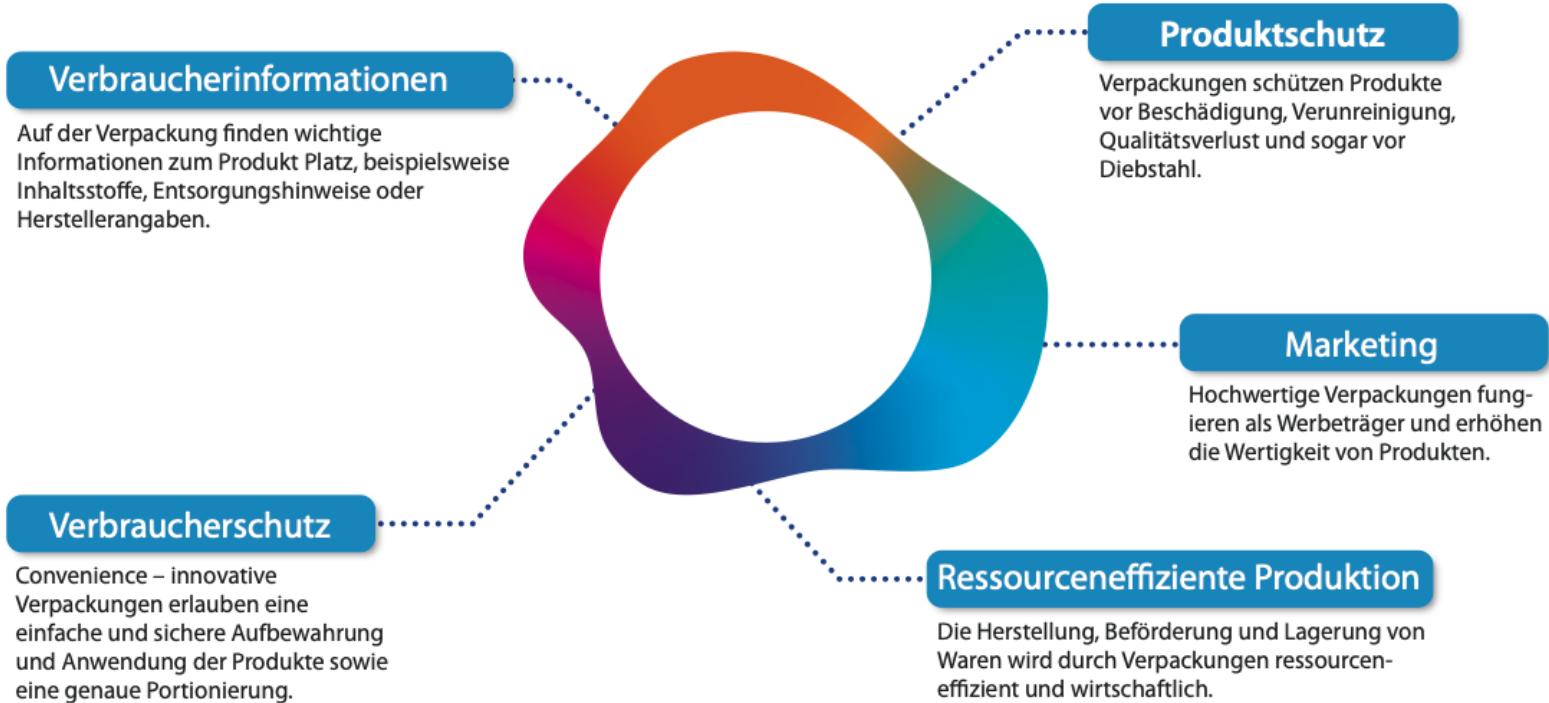 Verbraucherinformationen
Auf der Verpackung finden wichtige
Informationen zum Produkt Platz, beispielsweise
Inhaltsstoffe, Entsorgungshinweise oder
Herstellerangaben.
Produktschutz
Verpackungen schützen Produkte
vor Beschädigung, Verunreinigung,
Qualitätsverlust und sogar vor
Diebstahl.
Marketing
Hochwertige Verpackungen fung-
ieren als Werbeträger und erhöhen
die Wertigkeit von Produkten.
Verbraucherschutz
Convenience – innovative
Verpackungen erlauben eine
einfache und sichere Aufbewahrung
und Anwendung der Produkte sowie
eine genaue Portionierung.
Ressourceneffiziente Produktion
Die Herstellung, Beförderung und Lagerung von
Waren wird durch Verpackungen ressourcen-
effizient und wirtschaftlich.